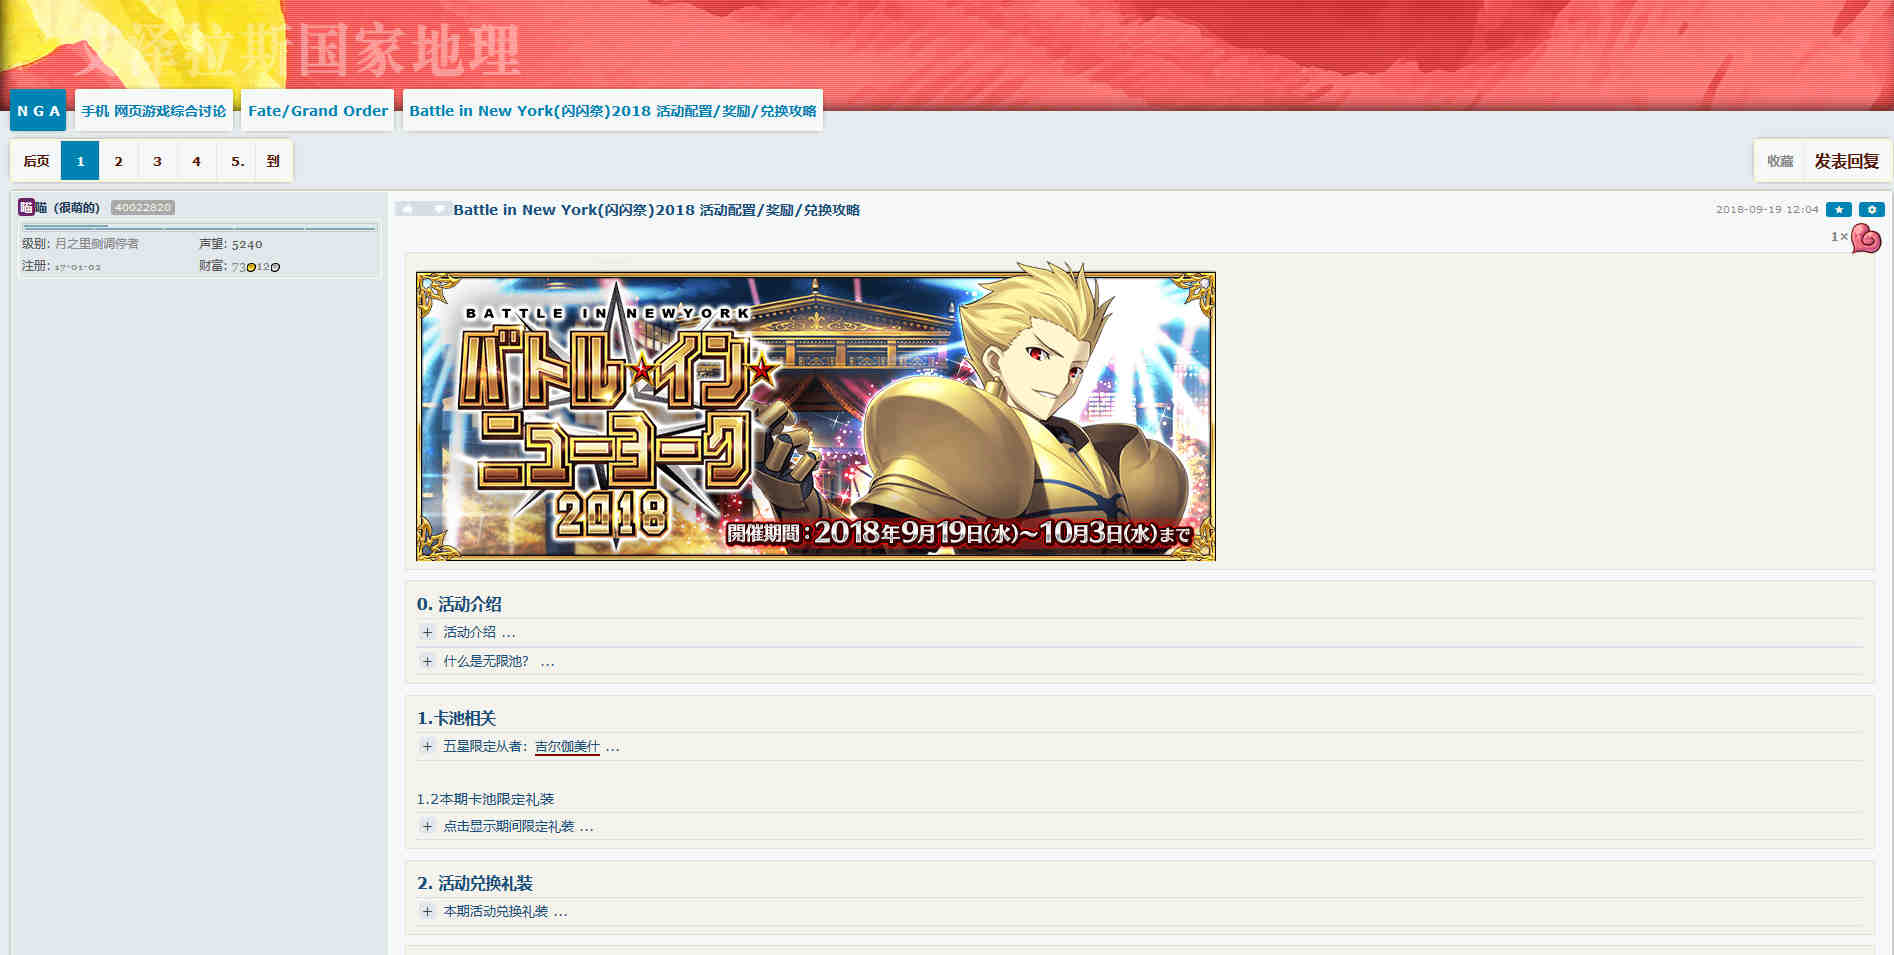 艾泽拉斯国家地理
NGA
手机 网页游戏综合讨论
Fate/Grand Order
Battle in New York(闪闪祭)2018 活动配置/奖励/兑换攻略
后页
1
2
3
4
5.
到
收藏
发表回复
瞄喵 (很萌的) 40022820
级别: 月之里侧调停者
声望: 5240
注册: 17-01-02
财富: 73 12
Battle in New York(闪闪祭)2018 活动配置/奖励/兑换攻略
2018-09-19 12:04
1×
BATTLE IN NEWYORK
バトル★イン★
ニューヨーク
2018
開催期間：2018年9月19日(水)～10月3日(水)まで
0. 活动介绍
+ 活动介绍 ...
+ 什么是无限池? ...
1.卡池相关
+ 五星限定从者: 吉尔伽美什 ...
1.2本期卡池限定礼装
+ 点击显示期间限定礼装 ...
2. 活动兑换礼装
+ 本期活动兑换礼装 ...